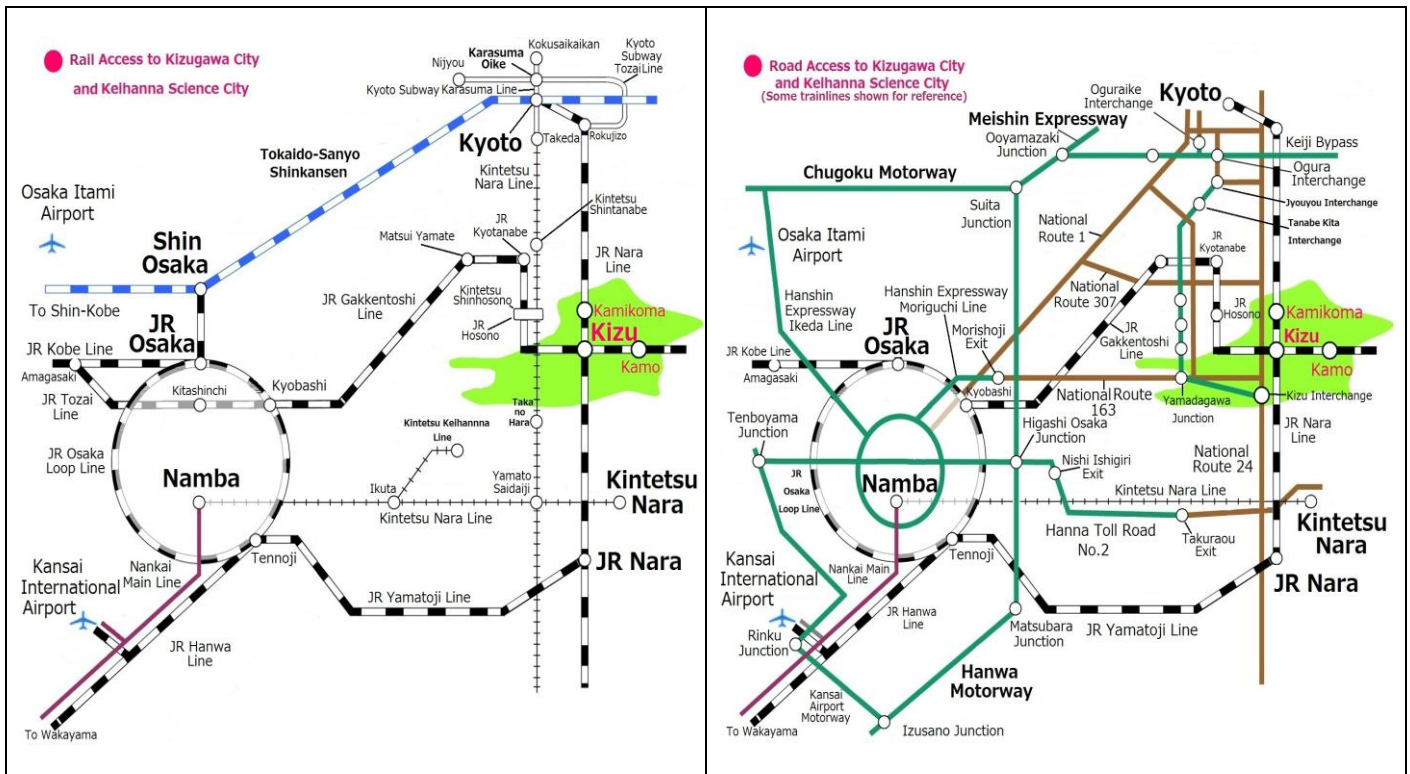 Rail Access to Kizugawa City
and Keihanna Science City
Kokusaikaikan
Karasuma
Oike
Kyoto
Subway
TozaiLine
Nijyou
Kyoto Subway Karasuma Line
Kyoto
Takeda
Rokujizo
Tokaido-Sanyo
Shinkansen
Kintetsu
Nara Line
Kintetsu
Shintanabe
Osaka Itami
Airport
JR
Kyotanabe
Matsui Yamate
Shin
Osaka
JR Nara
Line
To Shin-Kobe
JR Gakkentoshi
Line
Kintetsu
Shinhosono
JR
Hosono
Kamikoma
Kizu
Kamo
JR
Osaka
JR Kobe Line
Amagasaki
Kitashinchi
Kyobashi
JR Tozai
Line
Taka
no
Hara
Kintetsu Keihannna
Line
JR Osaka
Loop Line
Namba
Ikuta
Yamato
Saidaiji
Kintetsu
Nara
Kintetsu Nara Line
Nankai
Main Line
Tennoji
JR Nara
Kansai
International
Airport
JR Yamatoji Line
JR Hanwa
Line
To Wakayama
Road Access to Kizugawa City
and Keihanna Science City
(Some trainlines shown for reference)
Oguraike
Interchange
Kyoto
Meishin Expressway
Ooyamazaki
Junction
Keiji Bypass
Ogura
Interchange
Chugoku Motorway
Suita
Junction
Jyouyou Interchange
Tanabe Kita
Interchange
National
Route 1
Osaka Itami
Airport
JR
Kyotanabe
JR Nara
Line
National
Route 307
Hanshin
Expressway
Ikeda Line
Hanshin Expressway
Moriguchi Line
Morishoji
Exit
JR
Hosono
JR
Gakkentoshi
Line
Kamikoma
Kizu
Kamo
JR
Osaka
JR Kobe Line
Amagasaki
Kyobashi
National Route
163
Yamadagawa
Junction
Kizu Interchange
Tenboyama
Junction
Higashi Osaka
Junction
JR Nara
Line
Nishi Ishigiri
Exit
National
Route 24
JR
Osaka
Loop Line
Namba
Kintetsu Nara Line
Kintetsu
Nara
Hanna Toll Road
No.2
Takuraou
Exit
Tennoji
Kansai
International
Airport
Nankai Main
Line
JR Nara
JR Hanwa
Line
Matsubara
Junction
JR Yamatoji Line
Rinku
Junction
Hanwa
Motorway
Kansai
Airport
Motorway
Izusano Junction
To Wakayama